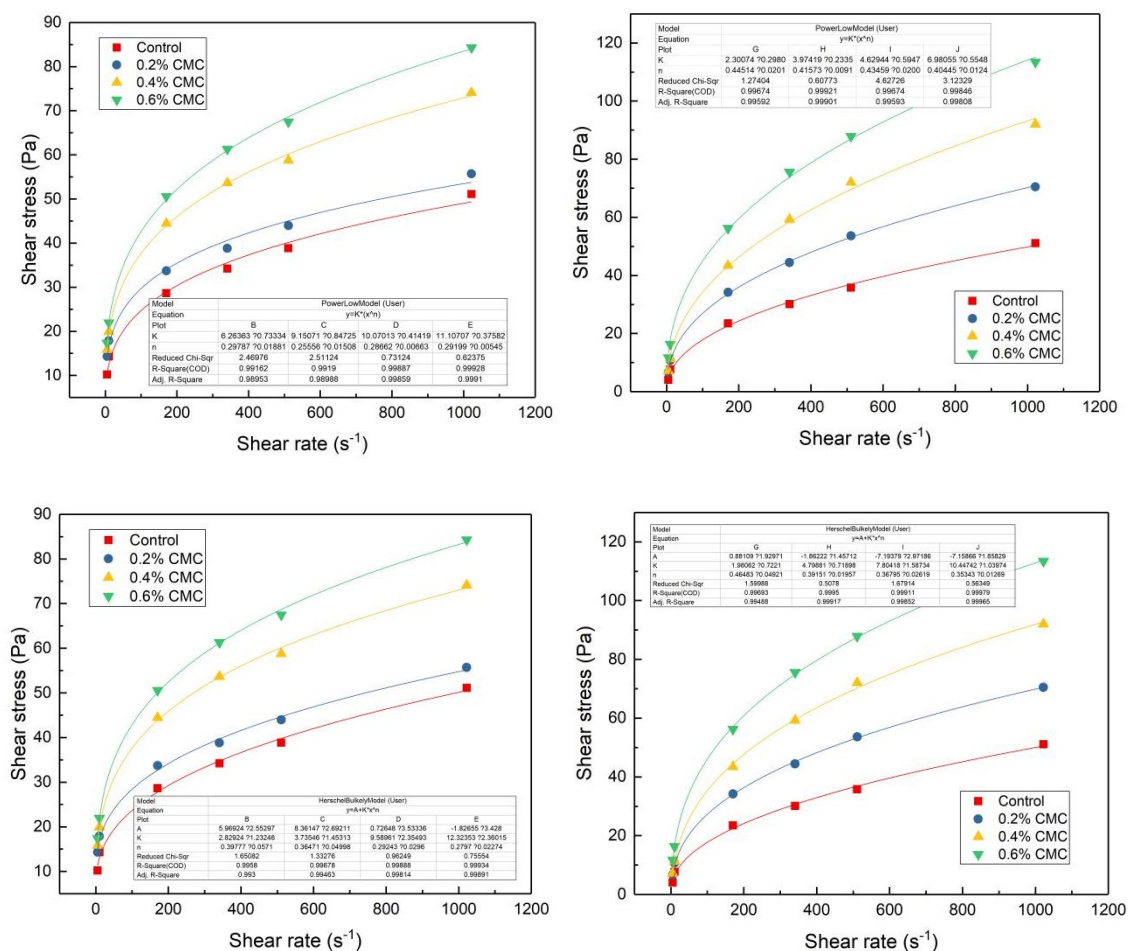 90
80
70
60
50
40
30
20
10
Shear stress (Pa)
Control
0.2% CMC
0.4% CMC
0.6% CMC
Model PowerLowModel (User)
Equation y=K*(x^n)
Plot B C D E
K 6.26363 ?0.73334 9.15071 ?0.84725 10.07013 ?0.41419 11.10707 ?0.37582
n 0.29787 ?0.01881 0.25556 ?0.01508 0.28662 ?0.00663 0.29199 ?0.00545
Reduced Chi-Sqr 2.46976 2.51124 0.73124 0.62375
R-Square(COD) 0.99162 0.9919 0.99887 0.99928
Adj. R-Square 0.98953 0.98988 0.99859 0.9991
0 200 400 600 800 1000 1200
Shear rate (s⁻¹)
120
100
80
60
40
20
0
Shear stress (Pa)
Model PowerLowModel (User)
Equation y=K*(x^n)
Plot G H I J
K 2.30074 ?0.2980 3.97419 ?0.2335 4.62944 ?0.5947 6.98055 ?0.5548
n 0.44514 ?0.0201 0.41573 ?0.0091 0.43459 ?0.0200 0.40445 ?0.0124
Reduced Chi-Sqr 1.27404 0.60773 4.62726 3.12329
R-Square(COD) 0.99674 0.99921 0.99674 0.99846
Adj. R-Square 0.99592 0.99901 0.99593 0.99808
Control
0.2% CMC
0.4% CMC
0.6% CMC
0 200 400 600 800 1000 1200
Shear rate (s⁻¹)
90
80
70
60
50
40
30
20
10
Shear stress (Pa)
Control
0.2% CMC
0.4% CMC
0.6% CMC
Model HerschelBulkelyModel (User)
Equation y=A+K*x^n
Plot B C D E
A 5.96924 ?2.55297 8.36147 ?2.69211 0.72648 ?3.53336 -1.82655 ?3.428
K 2.82924 ?1.23246 3.73546 ?1.45313 9.58961 ?2.35493 12.32353 ?2.36015
n 0.39777 ?0.0571 0.36471 ?0.04998 0.29243 ?0.0296 0.2797 ?0.02274
Reduced Chi-Sqr 1.65082 1.33276 0.96249 0.75554
R-Square(COD) 0.9958 0.99678 0.99888 0.99934
Adj. R-Square 0.993 0.99463 0.99814 0.99891
0 200 400 600 800 1000 1200
Shear rate (s⁻¹)
120
100
80
60
40
20
0
Shear stress (Pa)
Model HerschelBulkelyModel (User)
Equation y=A+K*x^n
Plot G H I J
A 0.88109 ?1.92971 -1.86222 ?1.45712 -7.19379 ?2.97186 -7.15866 ?1.85829
K 1.98062 ?0.7221 4.79881 ?0.71898 7.80418 ?1.58734 10.44742 ?1.03974
n 0.46483 ?0.04921 0.39151 ?0.01957 0.36795 ?0.02619 0.35343 ?0.01269
Reduced Chi-Sqr 1.59988 0.5078 1.67914 0.56349
R-Square(COD) 0.99693 0.9995 0.99911 0.99979
Adj. R-Square 0.99488 0.99917 0.99852 0.99965
Control
0.2% CMC
0.4% CMC
0.6% CMC
0 200 400 600 800 1000 1200
Shear rate (s⁻¹)